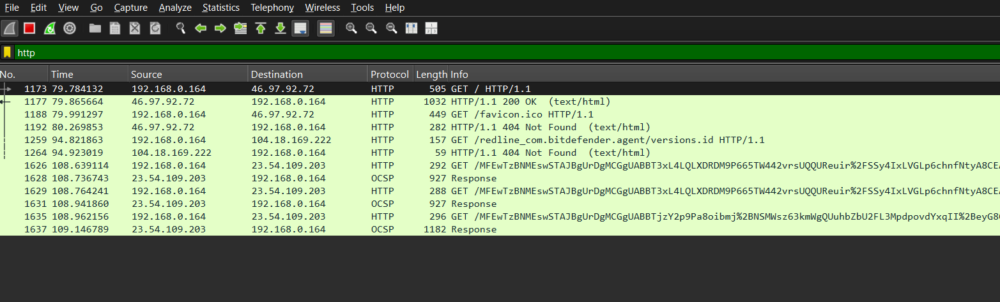 File Edit View Go Capture Analyze Statistics Telephony Wireless Tools Help
http
No. Time Source Destination Protocol Length Info
1173 79.784132 192.168.0.164 46.97.92.72 HTTP 505 GET / HTTP/1.1
1177 79.865664 46.97.92.72 192.168.0.164 HTTP 1032 HTTP/1.1 200 OK (text/html)
1188 79.991297 192.168.0.164 46.97.92.72 HTTP 449 GET /favicon.ico HTTP/1.1
1192 80.269853 46.97.92.72 192.168.0.164 HTTP 282 HTTP/1.1 404 Not Found (text/html)
1259 94.821863 192.168.0.164 104.18.169.222 HTTP 157 GET /redline_com.bitdefender.agent/versions.id HTTP/1.1
1264 94.923019 104.18.169.222 192.168.0.164 HTTP 59 HTTP/1.1 404 Not Found (text/html)
1626 108.639114 192.168.0.164 23.54.109.203 HTTP 292 GET /MFEwTzBNMEswSTAJBgUrDgMCGgUABBT3xL4LQLXDRDM9P665TW442vrsUQQUReuir%2FSSy4IxLVGLp6chnfNtyA8CEA
1628 108.736743 23.54.109.203 192.168.0.164 OCSP 927 Response
1629 108.764241 192.168.0.164 23.54.109.203 HTTP 288 GET /MFEwTzBNMEswSTAJBgUrDgMCGgUABBT3xL4LQLXDRDM9P665TW442vrsUQQUReuir%2FSSy4IxLVGLp6chnfNtyA8CEA
1631 108.941860 23.54.109.203 192.168.0.164 OCSP 927 Response
1635 108.962156 192.168.0.164 23.54.109.203 HTTP 296 GET /MFEwTzBNMEswSTAJBgUrDgMCGgUABBTjzY2p9Pa8oibmj%2BNSMWsz63kmWgQUuhbZbU2FL3MpdpovdYxqII%2BeyG8C
1637 109.146789 23.54.109.203 192.168.0.164 OCSP 1182 Response